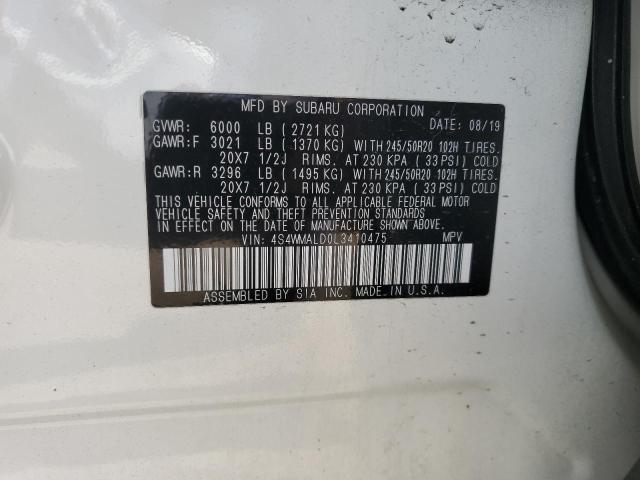 MFD BY SUBARU CORPORATION DATE: 08/19
GVWR: 6000 LB ( 2721 KG)
GAWR: F 3021 LB ( 1370 KG) WITH 245/50R20 102H TIRES.
20X7 1/2J RIMS. AT 230 KPA ( 33 PSI) COLD
GAWR: R 3296 LB ( 1495 KG) WITH 245/50R20 102H TIRES.
20X7 1/2J RIMS. AT 230 KPA ( 33 PSI) COLD
THIS VEHICLE CONFORMS TO ALL APPLICABLE FEDERAL MOTOR
VEHICLE SAFETY AND THEFT PREVENTION STANDARDS
IN EFFECT ON THE DATE OF MANUFACTURE SHOWN ABOVE.
VIN: 4S4WMALD0L3410475 MPV
ASSEMBLED BY SIA INC. MADE IN U.S.A.